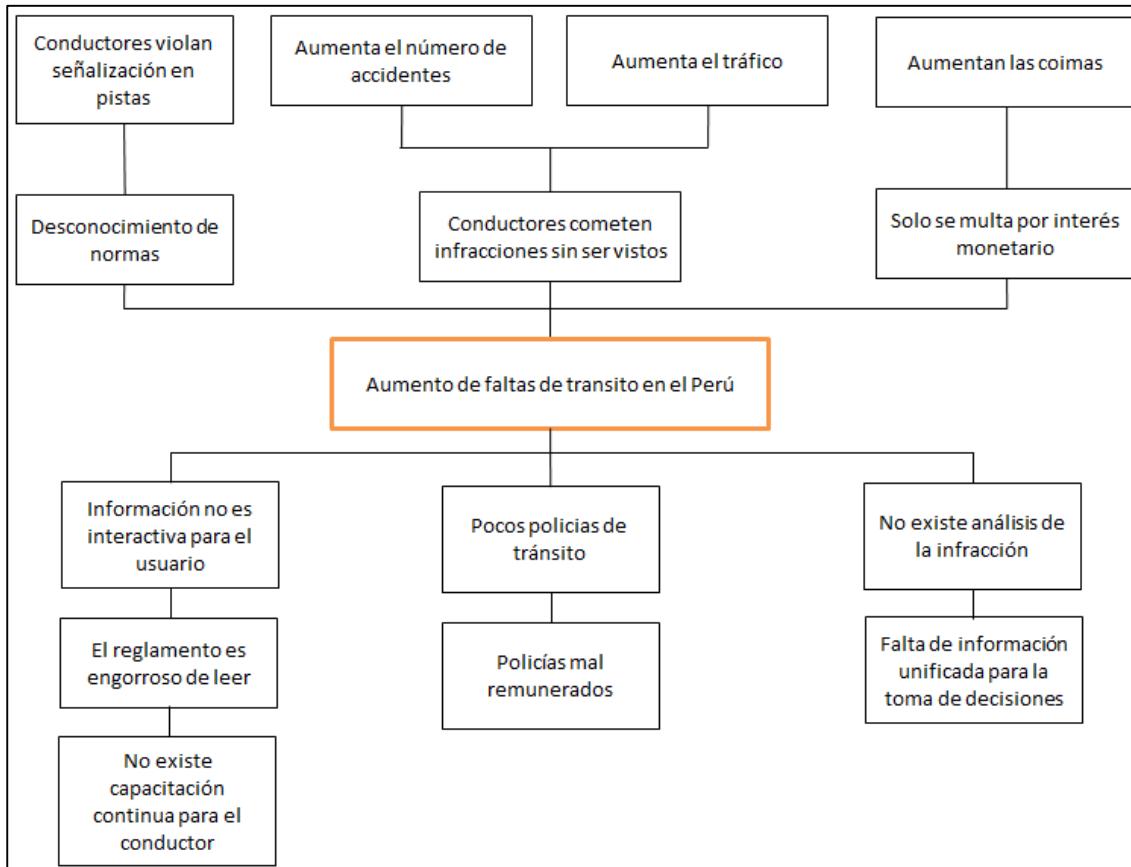 Conductores violan
señalización en
pistas
Aumenta el número de
accidentes
Aumenta el tráfico
Aumentan las coimas
Desconocimiento de
normas
Conductores cometen
infracciones sin ser vistos
Solo se multa por interés
monetario
Aumento de faltas de transito en el Perú
Información no es
interactiva para el
usuario
Pocos policias de
tránsito
No existe análisis de
la infracción
El reglamento es
engorroso de leer
Policías mal
remunerados
Falta de información
unificada para la
toma de decisiones
No existe
capacitación
continua para el
conductor